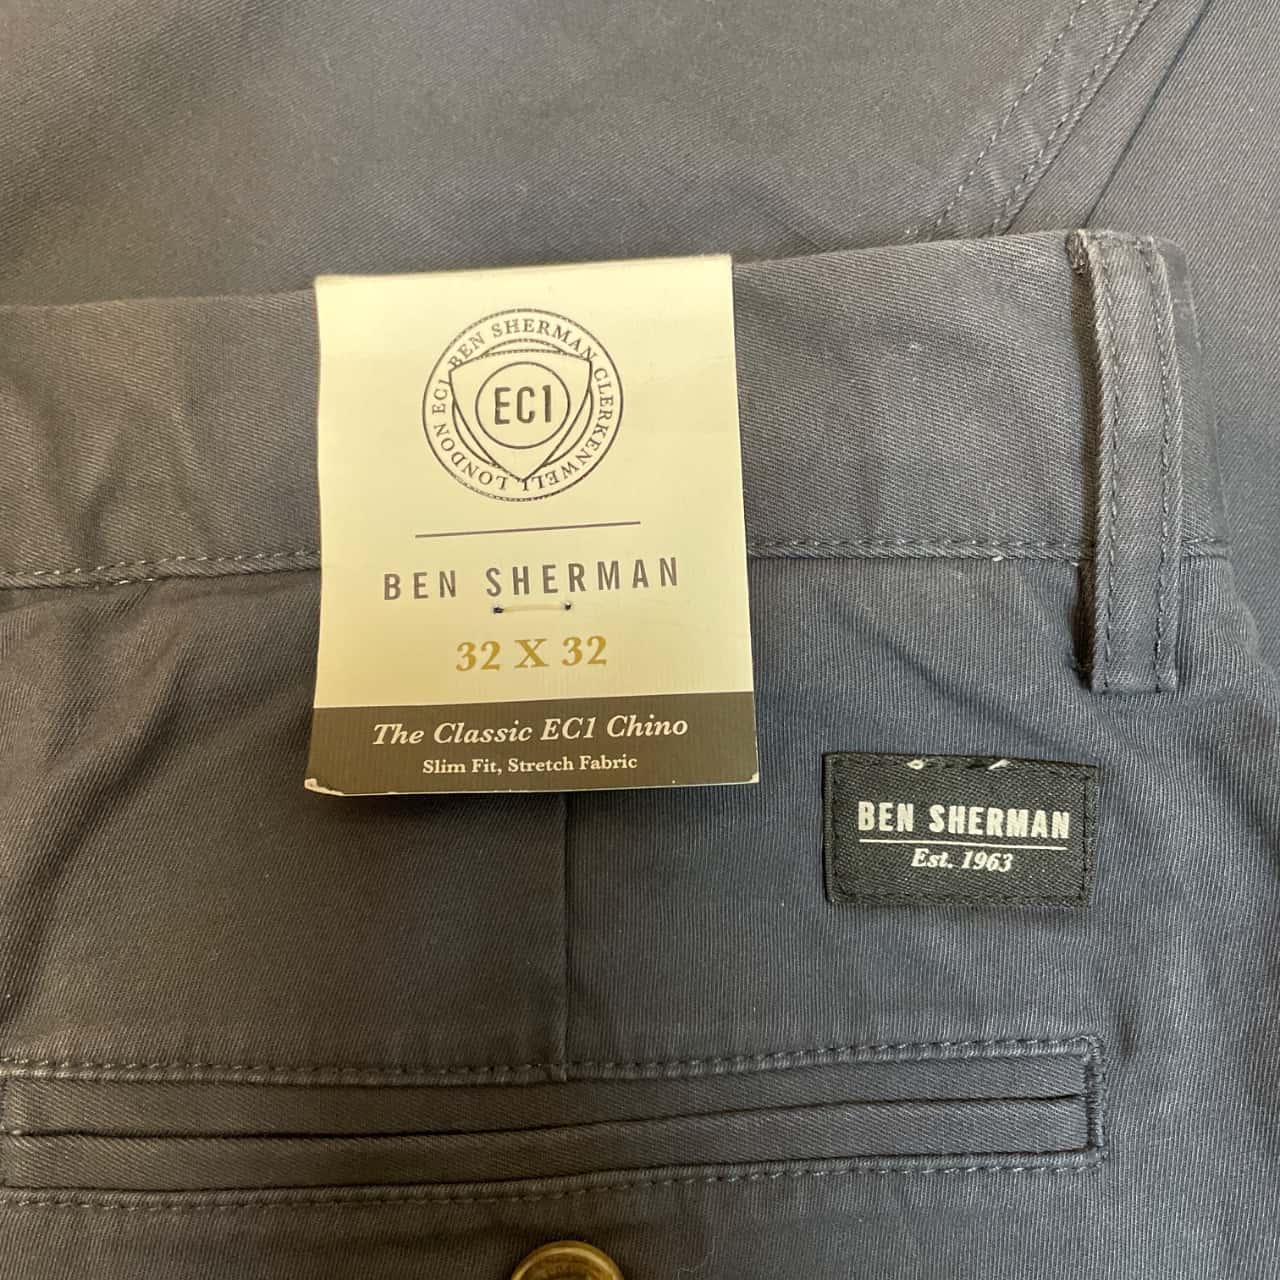 BEN SHERMAN CLERKENWELL LONDON EC1
EC1
BEN SHERMAN
32 X 32
The Classic EC1 Chino
Slim Fit, Stretch Fabric
BEN SHERMAN
Est. 1963